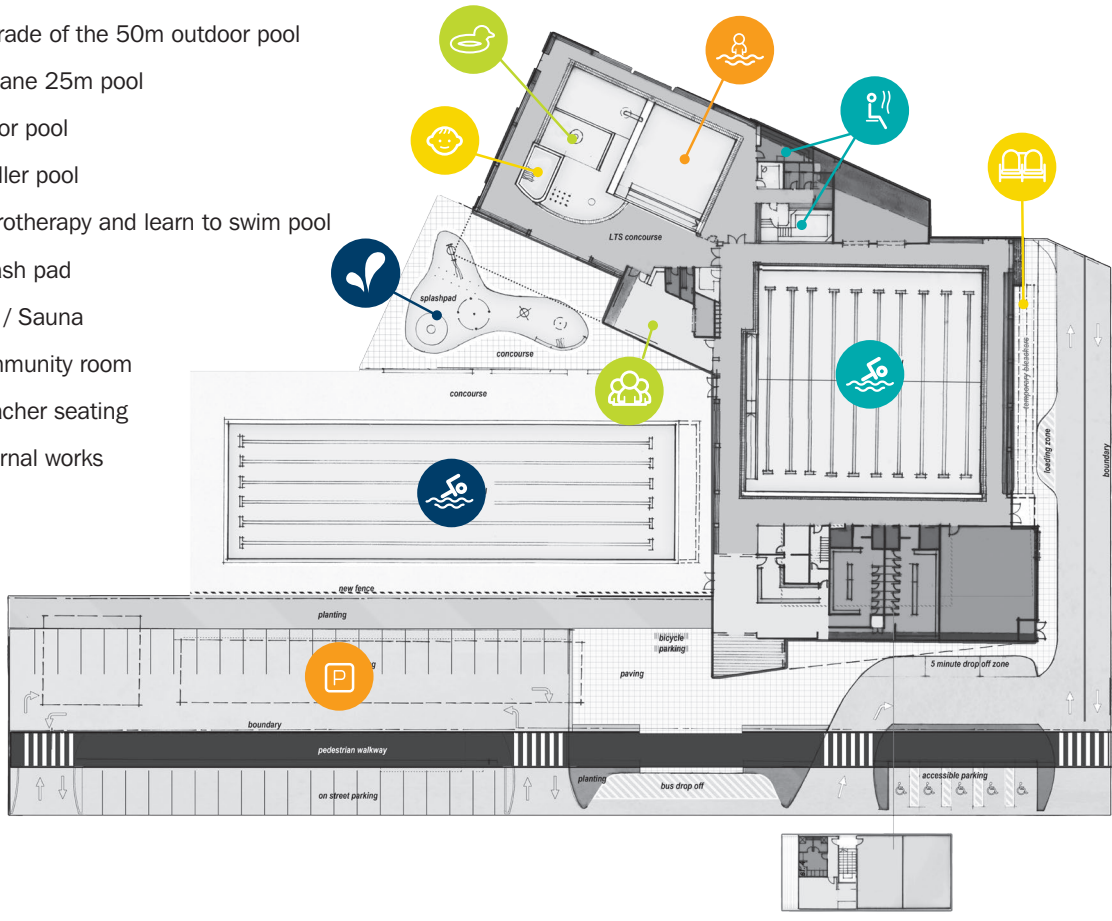 rade of the 50m outdoor pool
ane 25m pool
or pool
ller pool
rotherapy and learn to swim pool
ash pad
/ Sauna
mmunity room
acher seating
ernal works
LTS concourse
splashpad
concourse
concourse
temporary bleachers
loading zone
boundary
new fence
planting
bicycle
parking
paving
5 minute drop off zone
P
g
boundary
pedestrian walkway
on street parking
planting
bus drop off
accessible parking